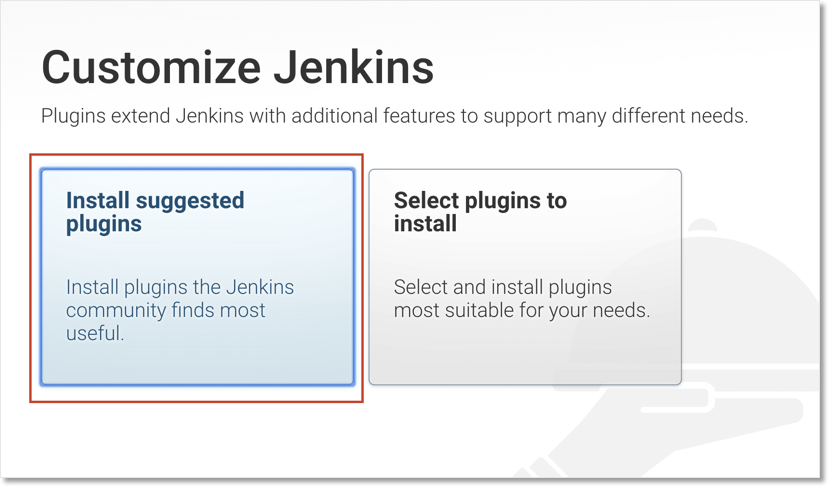 Customize Jenkins
Plugins extend Jenkins with additional features to support many different needs.
Install suggested
plugins
Install plugins the Jenkins
community finds most
useful.
Select plugins to
install
Select and install plugins
most suitable for your needs.